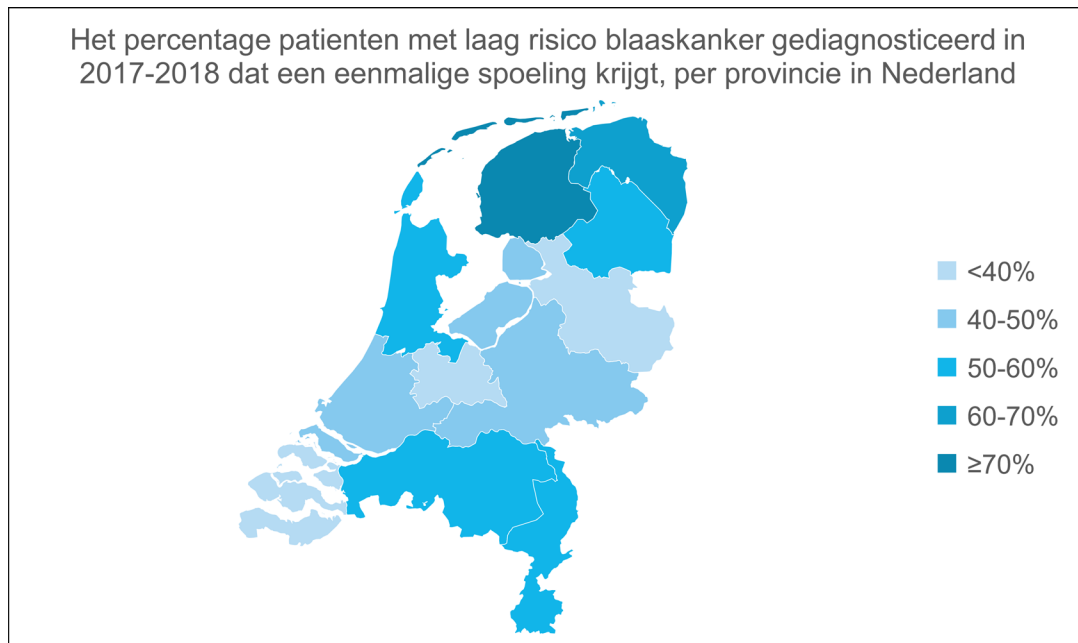 Het percentage patienten met laag risico blaaskanker gediagnosticeerd in
2017-2018 dat een eenmalige spoeling krijgt, per provincie in Nederland
<40%
40-50%
50-60%
60-70%
≥70%